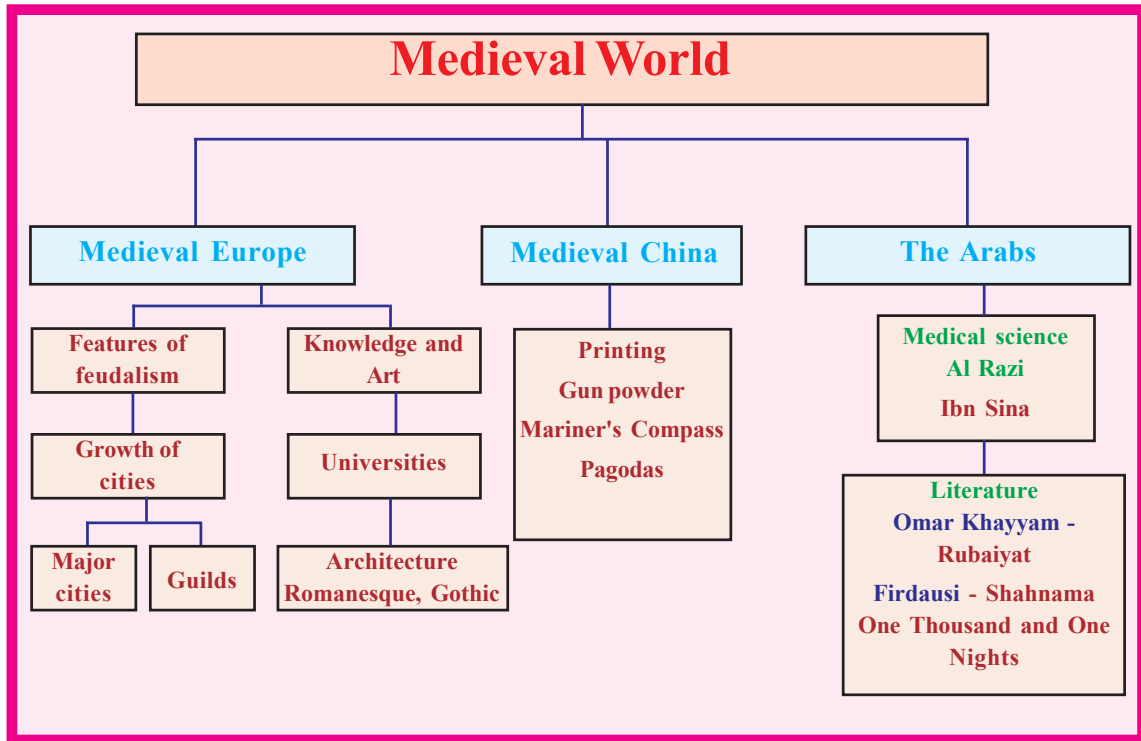 Medieval World
Medieval Europe
Features of
feudalism
Growth of
cities
Major
cities
Guilds
Knowledge and
Art
Universities
Architecture
Romanesque, Gothic
Medieval China
Printing
Gun powder
Mariner's Compass
Pagodas
The Arabs
Medical science
Al Razi
Ibn Sina
Literature
Omar Khayyam -
Rubaiyat
Firdausi - Shahnama
One Thousand and One
Nights